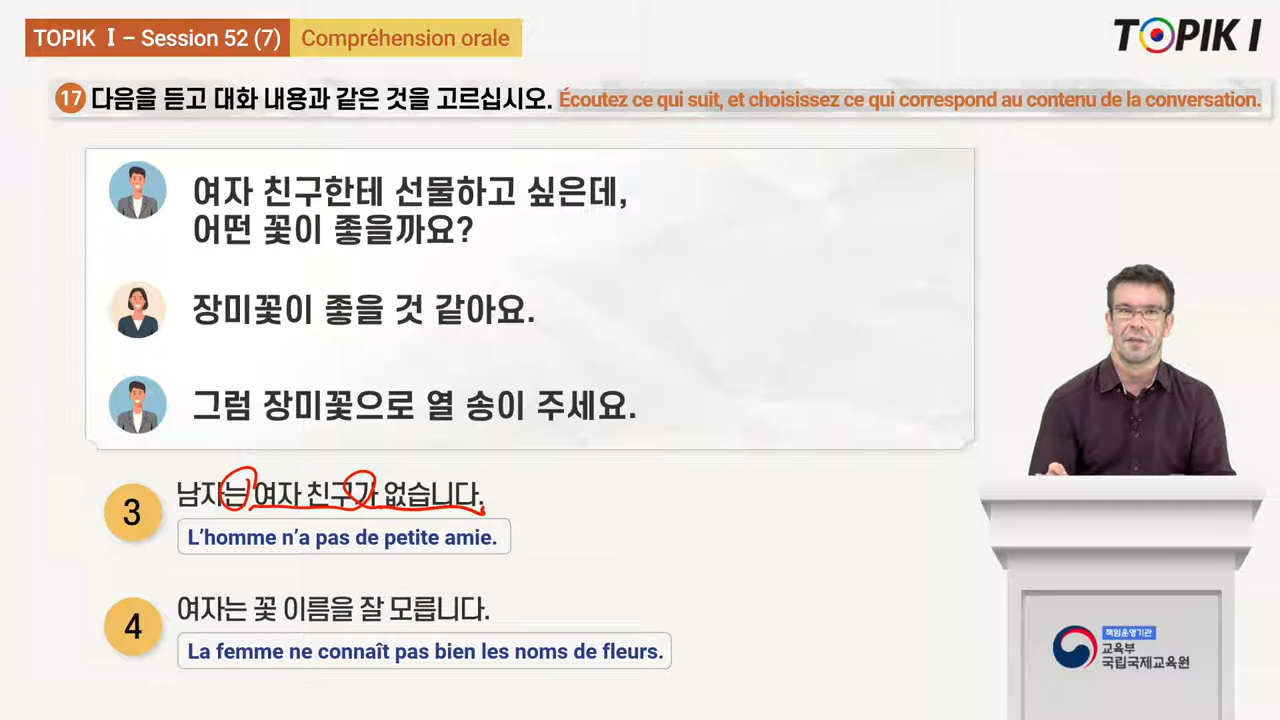 TOPIK Ⅰ – Session 52 (7) Compréhension orale
TOPIK I
17 다음을 듣고 대화 내용과 같은 것을 고르십시오. Écoutez ce qui suit, et choisissez ce qui correspond au contenu de la conversation.
여자 친구한테 선물하고 싶은데,
어떤 꽃이 좋을까요?
장미꽃이 좋을 것 같아요.
그럼 장미꽃으로 열 송이 주세요.
3 남자는 여자 친구가 없습니다.
L’homme n’a pas de petite amie.
4 여자는 꽃 이름을 잘 모릅니다.
La femme ne connaît pas bien les noms de fleurs.
책임운영기관
교육부
국립국제교육원